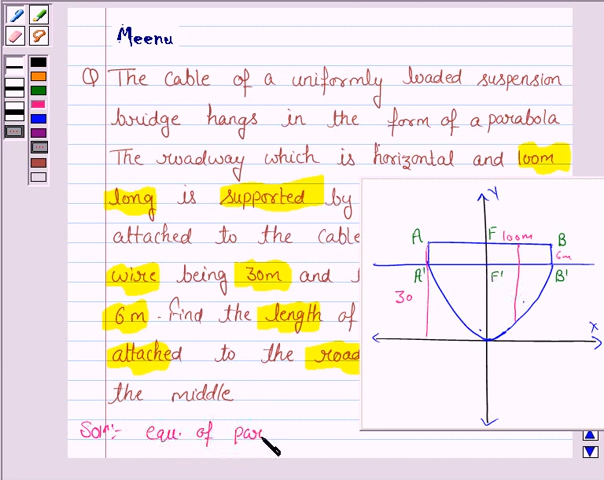 Meenu
Q The cable of a uniformly loaded suspension
bridge hangs in the form of a parabola
The roadway which is horizontal and 100m
long is supported by
attached to the cable
wire being 30m and
6m. Find the length of
attached to the road
the middle
Soln:- equ. of par
Y
A F 100m B
6m
A' F' B'
30
X